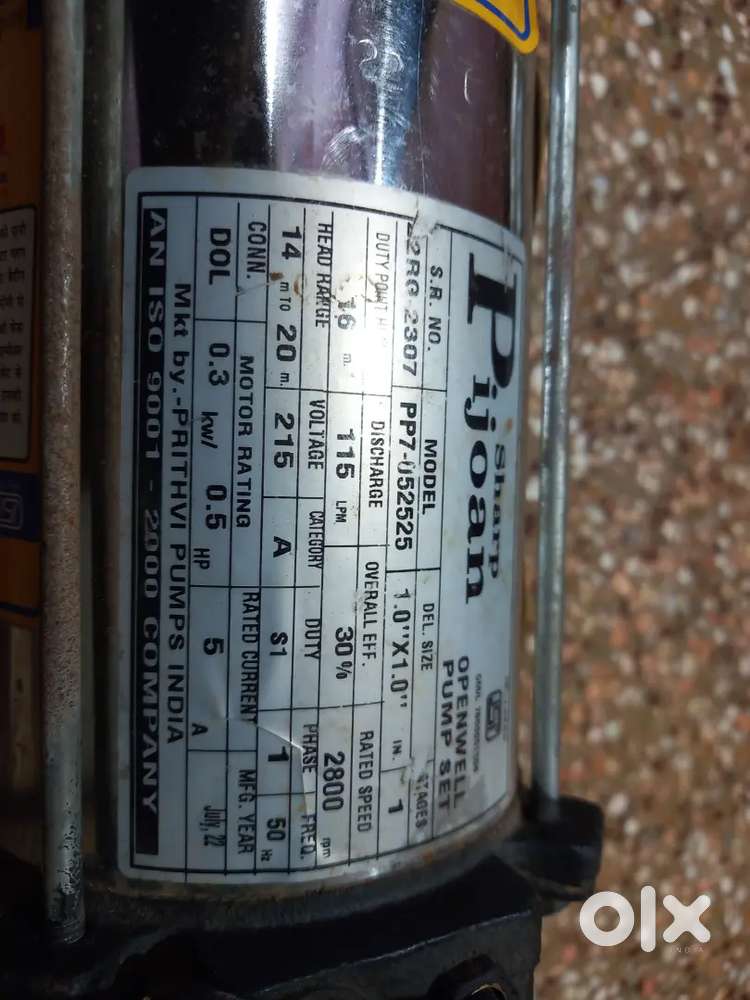 Sharp
Pijoan
OPENWELL
PUMP SET
S.R. NO. MODEL DEL. SIZE STAGES
22RG 2307 PP7-052525 1.0"X1.0" IN. 1
DUTY POINT DISCHARGE OVERALL EFF. RATED SPEED
16 m. 115 LPM 30% 2800 rpm
HEAD RANGE VOLTAGE CATEGORY DUTY PHASE FREQ.
14 m TO 20 m. 215 A S1 1 50 Hz
CONN. MOTOR RATING RATED CURRENT MFG. YEAR
DOL 0.3 kw/ 0.5 HP 5 A July, 22
Mkt by.-PRITHVI PUMPS INDIA
AN ISO 9001 - 2000 COMPANY
olx
INDIA